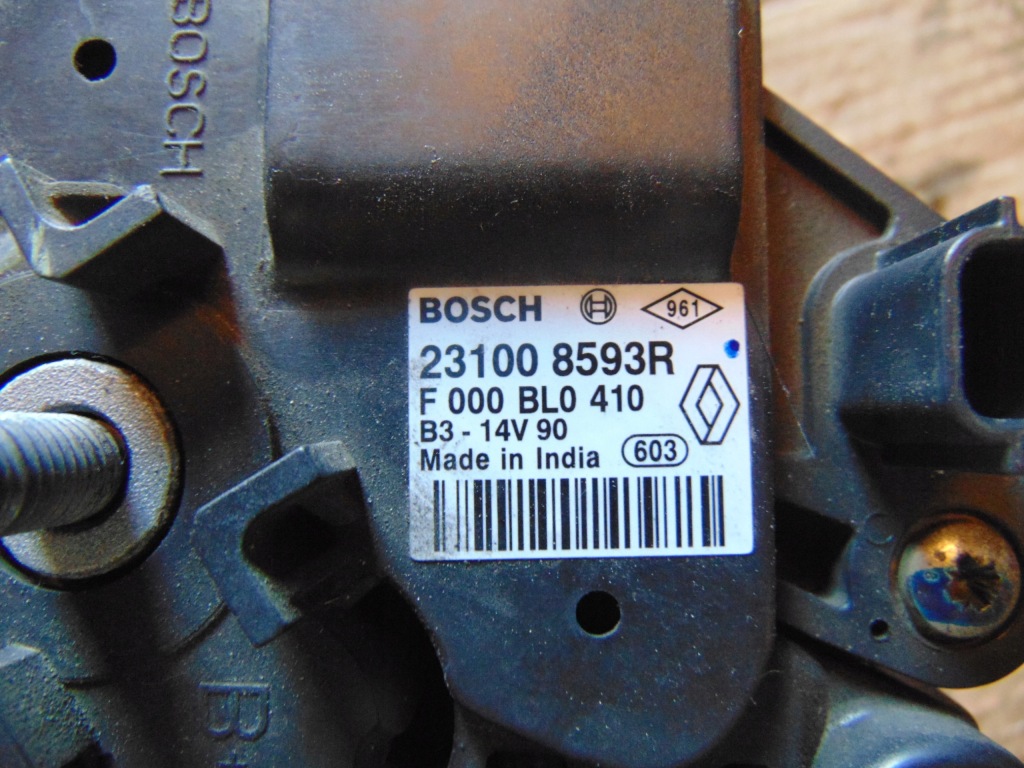 BOSCH
BOSCH 961
23100 8593R
F 000 BL0 410
B3 - 14V 90
Made in India 603
B+